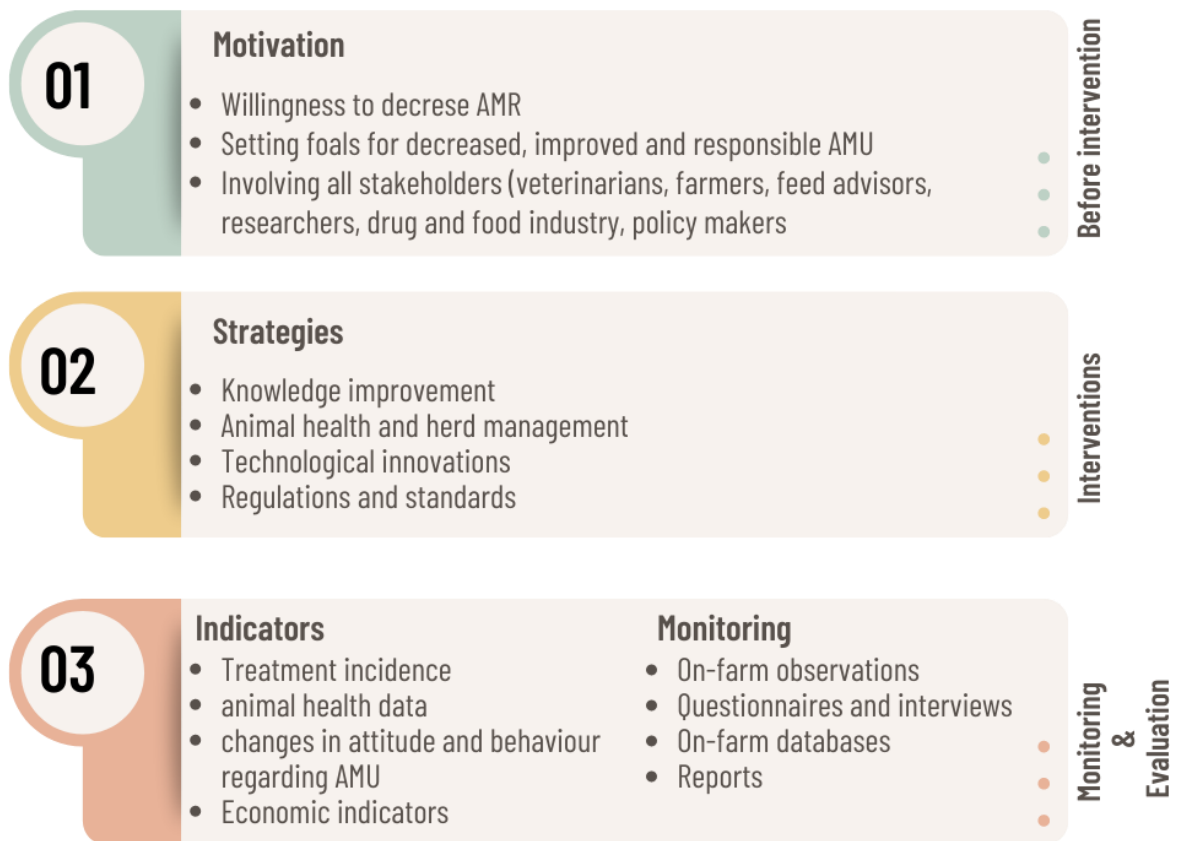 01
Motivation
Willingness to decrese AMR
Setting foals for decreased, improved and responsible AMU
Involving all stakeholders (veterinarians, farmers, feed advisors,
researchers, drug and food industry, policy makers
Before intervention
02
Strategies
Knowledge improvement
Animal health and herd management
Technological innovations
Regulations and standards
Interventions
03
Indicators
Treatment incidence
animal health data
changes in attitude and behaviour
regarding AMU
Economic indicators
Monitoring
On-farm observations
Questionnaires and interviews
On-farm databases
Reports
Monitoring
&
Evaluation